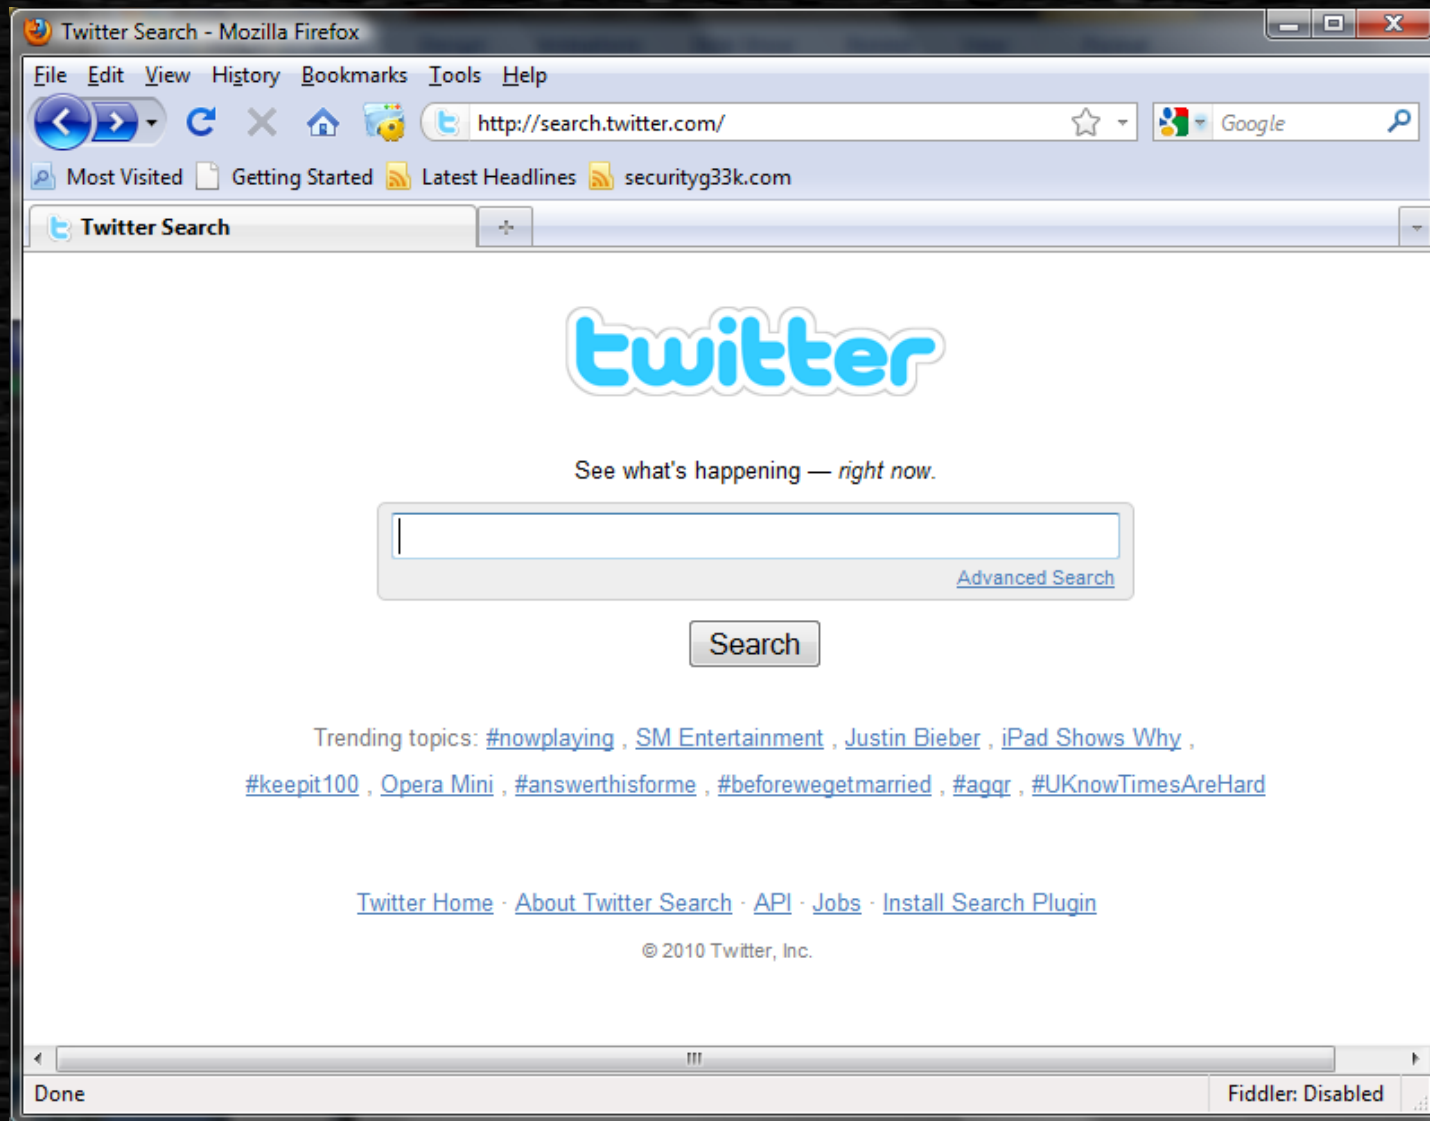 Twitter Search - Mozilla Firefox
File Edit View History Bookmarks Tools Help
http://search.twitter.com/ Google
Most Visited Getting Started Latest Headlines securityg33k.com
Twitter Search
twitter
See what's happening — right now.
Advanced Search
Search
Trending topics: #nowplaying , SM Entertainment , Justin Bieber , iPad Shows Why ,
#keepit100 , Opera Mini , #answerthisforme , #beforewegetmarried , #agqr , #UKnowTimesAreHard
Twitter Home · About Twitter Search · API · Jobs · Install Search Plugin
© 2010 Twitter, Inc.
Done Fiddler: Disabled